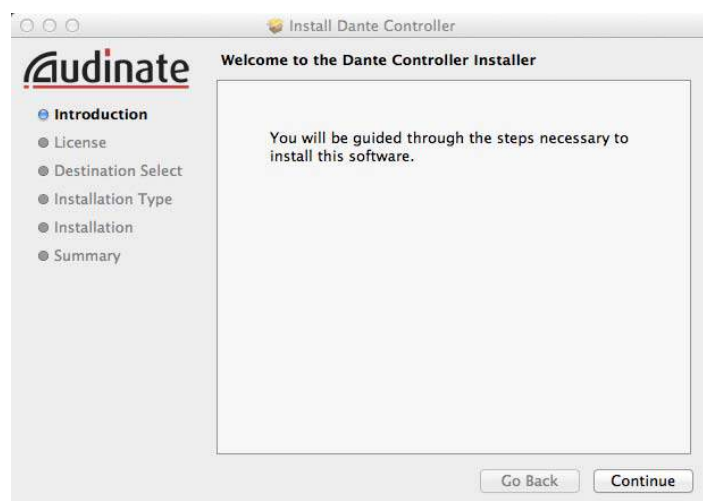 Install Dante Controller
Audinate
Welcome to the Dante Controller Installer
Introduction
License
Destination Select
Installation Type
Installation
Summary
You will be guided through the steps necessary to
install this software.
Go Back
Continue